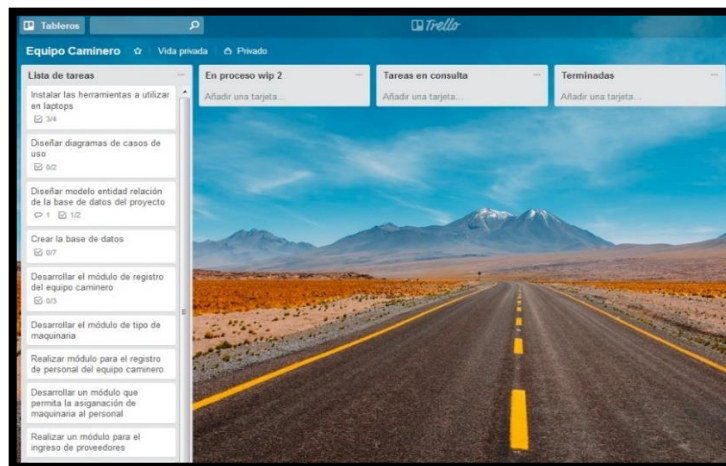 Tableros
Trello
Equipo Caminero
Vida privada
Privado
Lista de tareas
Instalar las herramientas a utilizar
en laptops
3/4
Diseñar diagramas de casos de
uso
0/2
Diseñar modelo entidad relación
de la base de datos del proyecto
1 1/2
Crear la base de datos
0/7
Desarrollar el módulo de registro
del equipo caminero
0/3
Desarrollar el módulo de tipo de
maquinaria
Realizar módulo para el registro
de personal del equipo caminero
Desarrollar un módulo que
permita la asiganación de
maquinaria al personal
Realizar un módulo para el
ingreso de proveedores
En proceso wip 2
Añadir una tarjeta...
Tareas en consulta
Añadir una tarjeta...
Terminadas
Añadir una tarjeta...